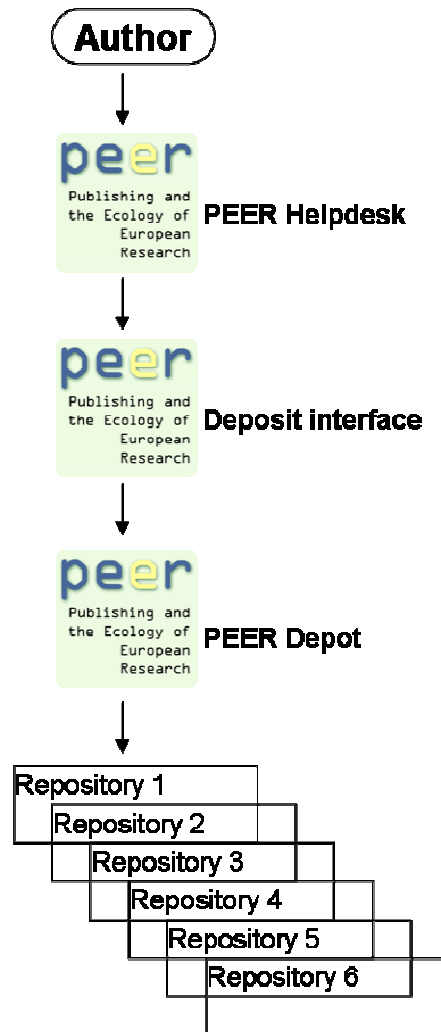 Author
peer
Publishing and
the Ecology of
European
Research
PEER Helpdesk
peer
Publishing and
the Ecology of
European
Research
Deposit interface
peer
Publishing and
the Ecology of
European
Research
PEER Depot
Repository 1
Repository 2
Repository 3
Repository 4
Repository 5
Repository 6